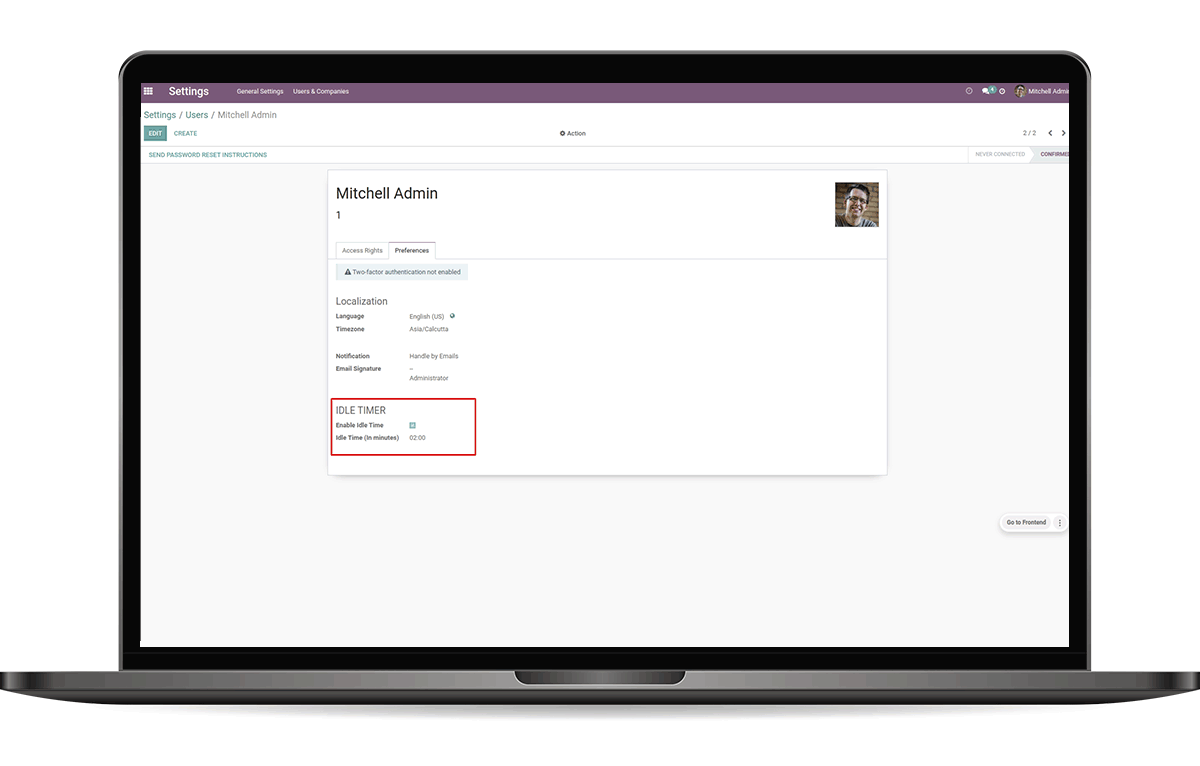 Settings General Settings Users & Companies 4 Mitchell Admin
Settings / Users / Mitchell Admin
EDIT CREATE Action 2 / 2
SEND PASSWORD RESET INSTRUCTIONS NEVER CONNECTED CONFIRMED
Mitchell Admin
1
Access Rights Preferences
Two-factor authentication not enabled
Localization
Language English (US)
Timezone Asia/Calcutta
Notification Handle by Emails
Email Signature --
Administrator
IDLE TIMER
Enable Idle Time
Idle Time (In minutes) 02:00
Go to Frontend